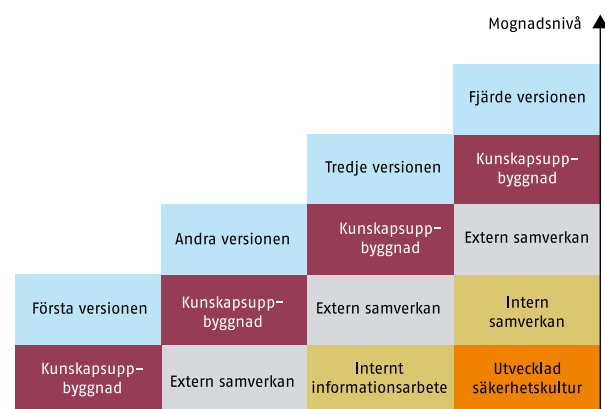 Mognadsnivå
Fjärde versionen
Tredje versionen
Kunskapsupp-
byggnad
Andra versionen
Kunskapsupp-
byggnad
Extern samverkan
Första versionen
Kunskapsupp-
byggnad
Extern samverkan
Intern
samverkan
Kunskapsupp-
byggnad
Extern samverkan
Internt
informationsarbete
Utvecklad
säkerhetskultur